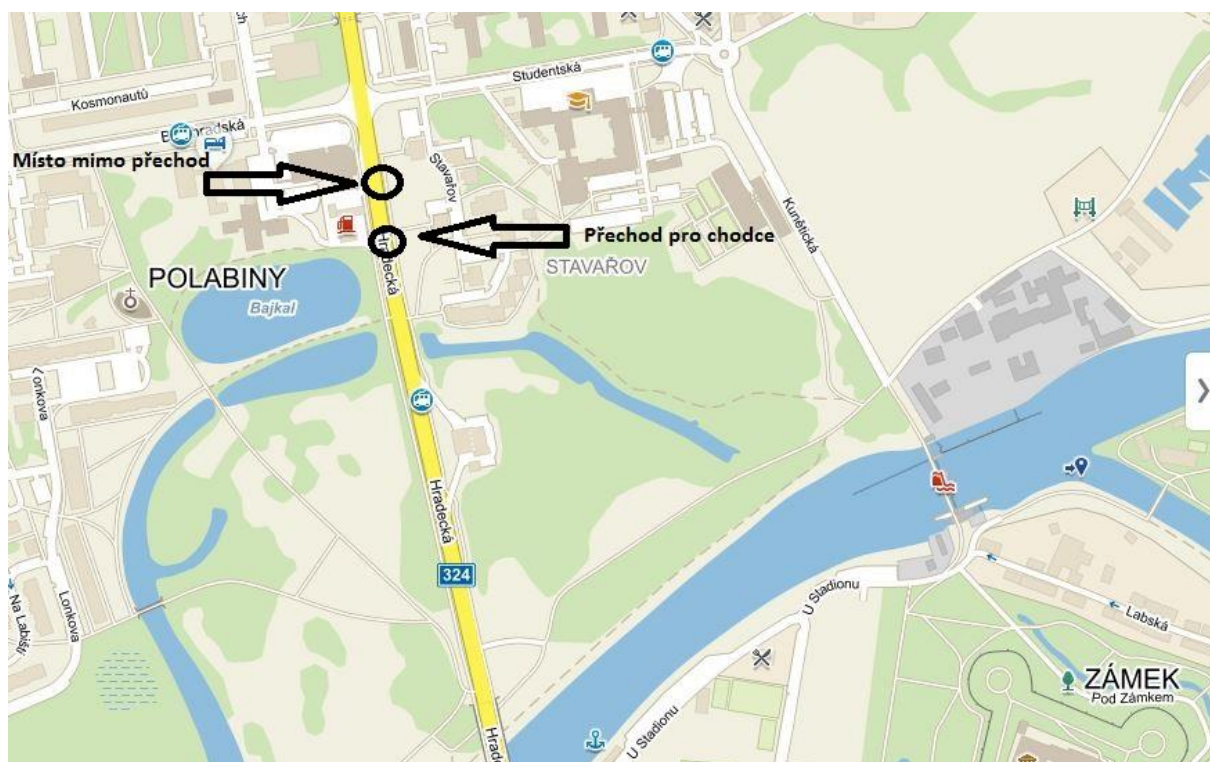 Studentská
Kosmonautů
Místo mimo přechod
Stavařov
Kunětická
Přechod pro chodce
Hradecká
STAVAŘOV
POLABINY
Bajkal
Lonkova
Hradecká
324
Na Labišti
Lonkova
U Stadionu
Labská
ZÁMEK
Pod Zámkem
U Stadionu
Hrade